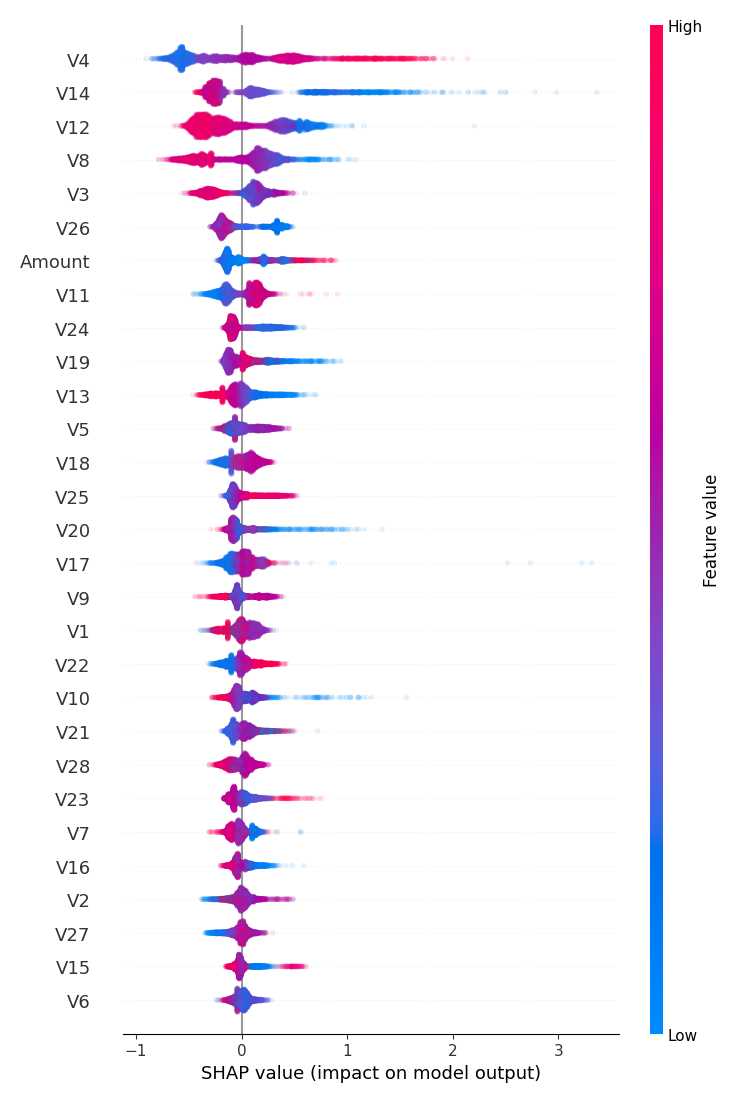 High
V4
V14
V12
V8
V3
V26
Amount
V11
V24
V19
V13
V5
V18
V25
V20
V17
V9
V1
V22
V10
V21
V28
V23
V7
V16
V2
V27
V15
V6
Feature value
Low
−1 0 1 2 3
SHAP value (impact on model output)